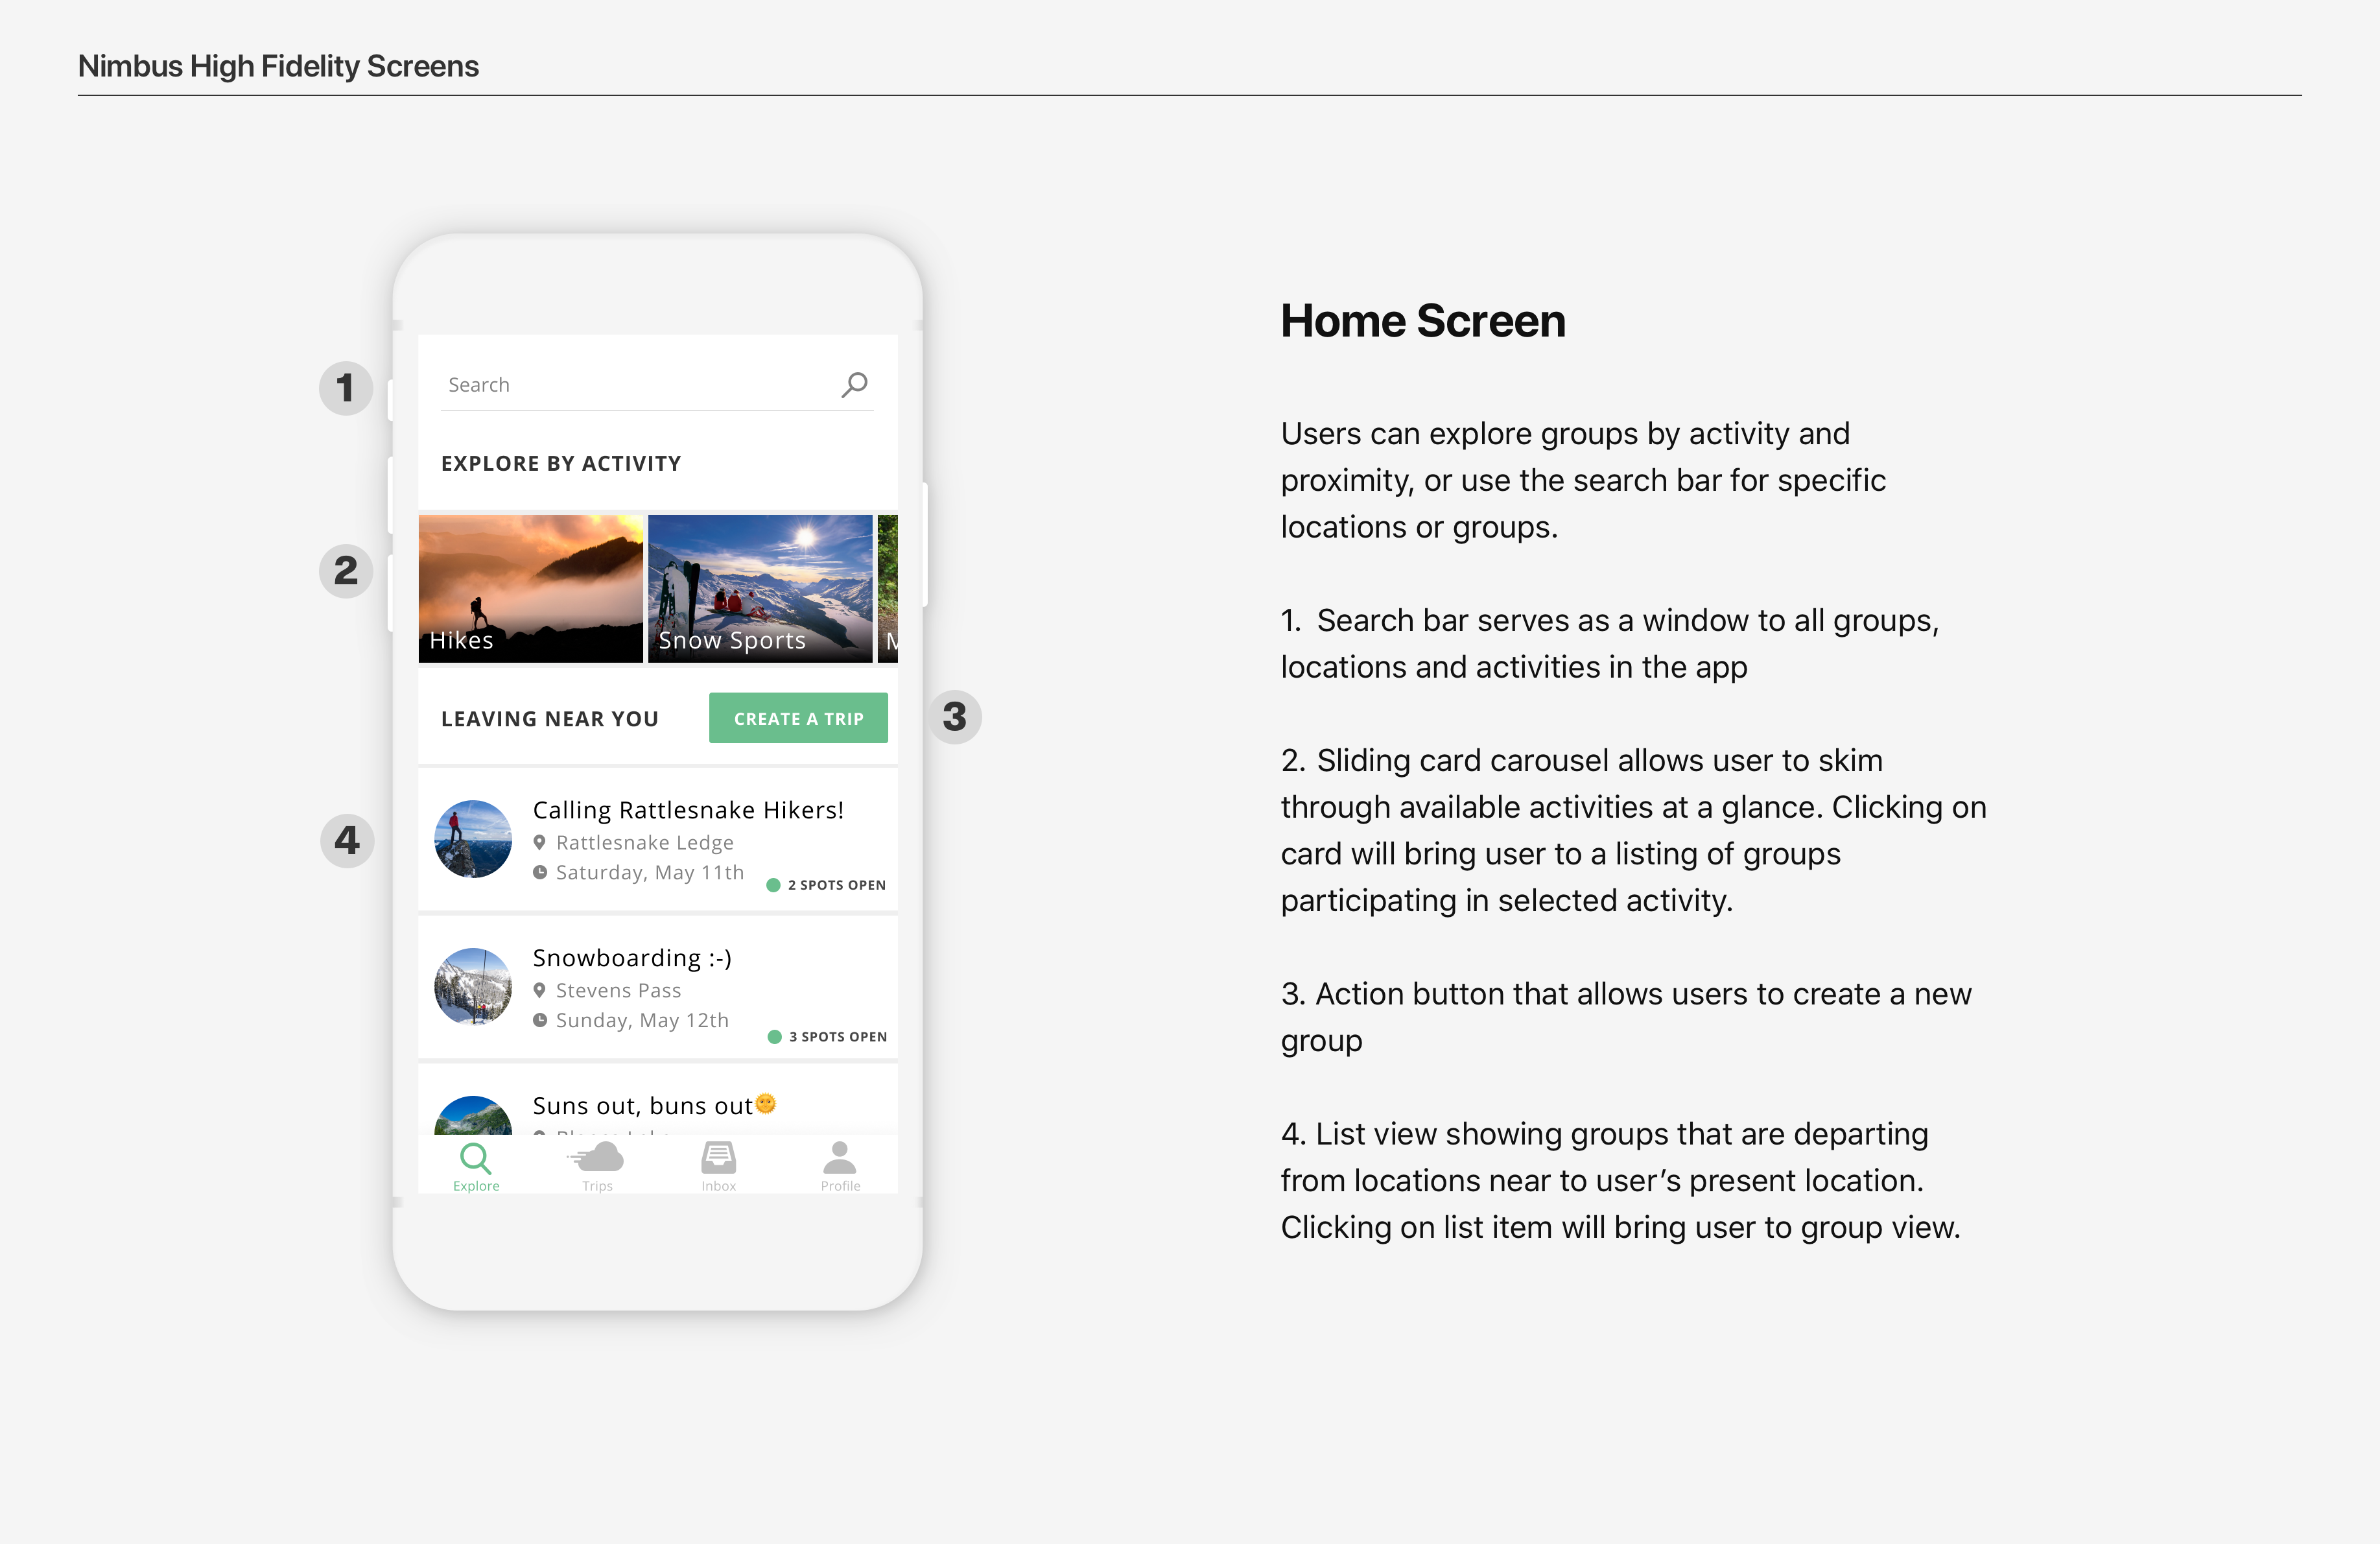 Nimbus High Fidelity Screens
1
Search
EXPLORE BY ACTIVITY
2
Hikes
Snow Sports
LEAVING NEAR YOU
CREATE A TRIP
3
4
Calling Rattlesnake Hikers!
Rattlesnake Ledge
Saturday, May 11th
2 SPOTS OPEN
Snowboarding :-)
Stevens Pass
Sunday, May 12th
3 SPOTS OPEN
Suns out, buns out🌞
Explore
Trips
Inbox
Profile
Home Screen
Users can explore groups by activity and
proximity, or use the search bar for specific
locations or groups.
1. Search bar serves as a window to all groups,
locations and activities in the app
2. Sliding card carousel allows user to skim
through available activities at a glance. Clicking on
card will bring user to a listing of groups
participating in selected activity.
3. Action button that allows users to create a new
group
4. List view showing groups that are departing
from locations near to user’s present location.
Clicking on list item will bring user to group view.